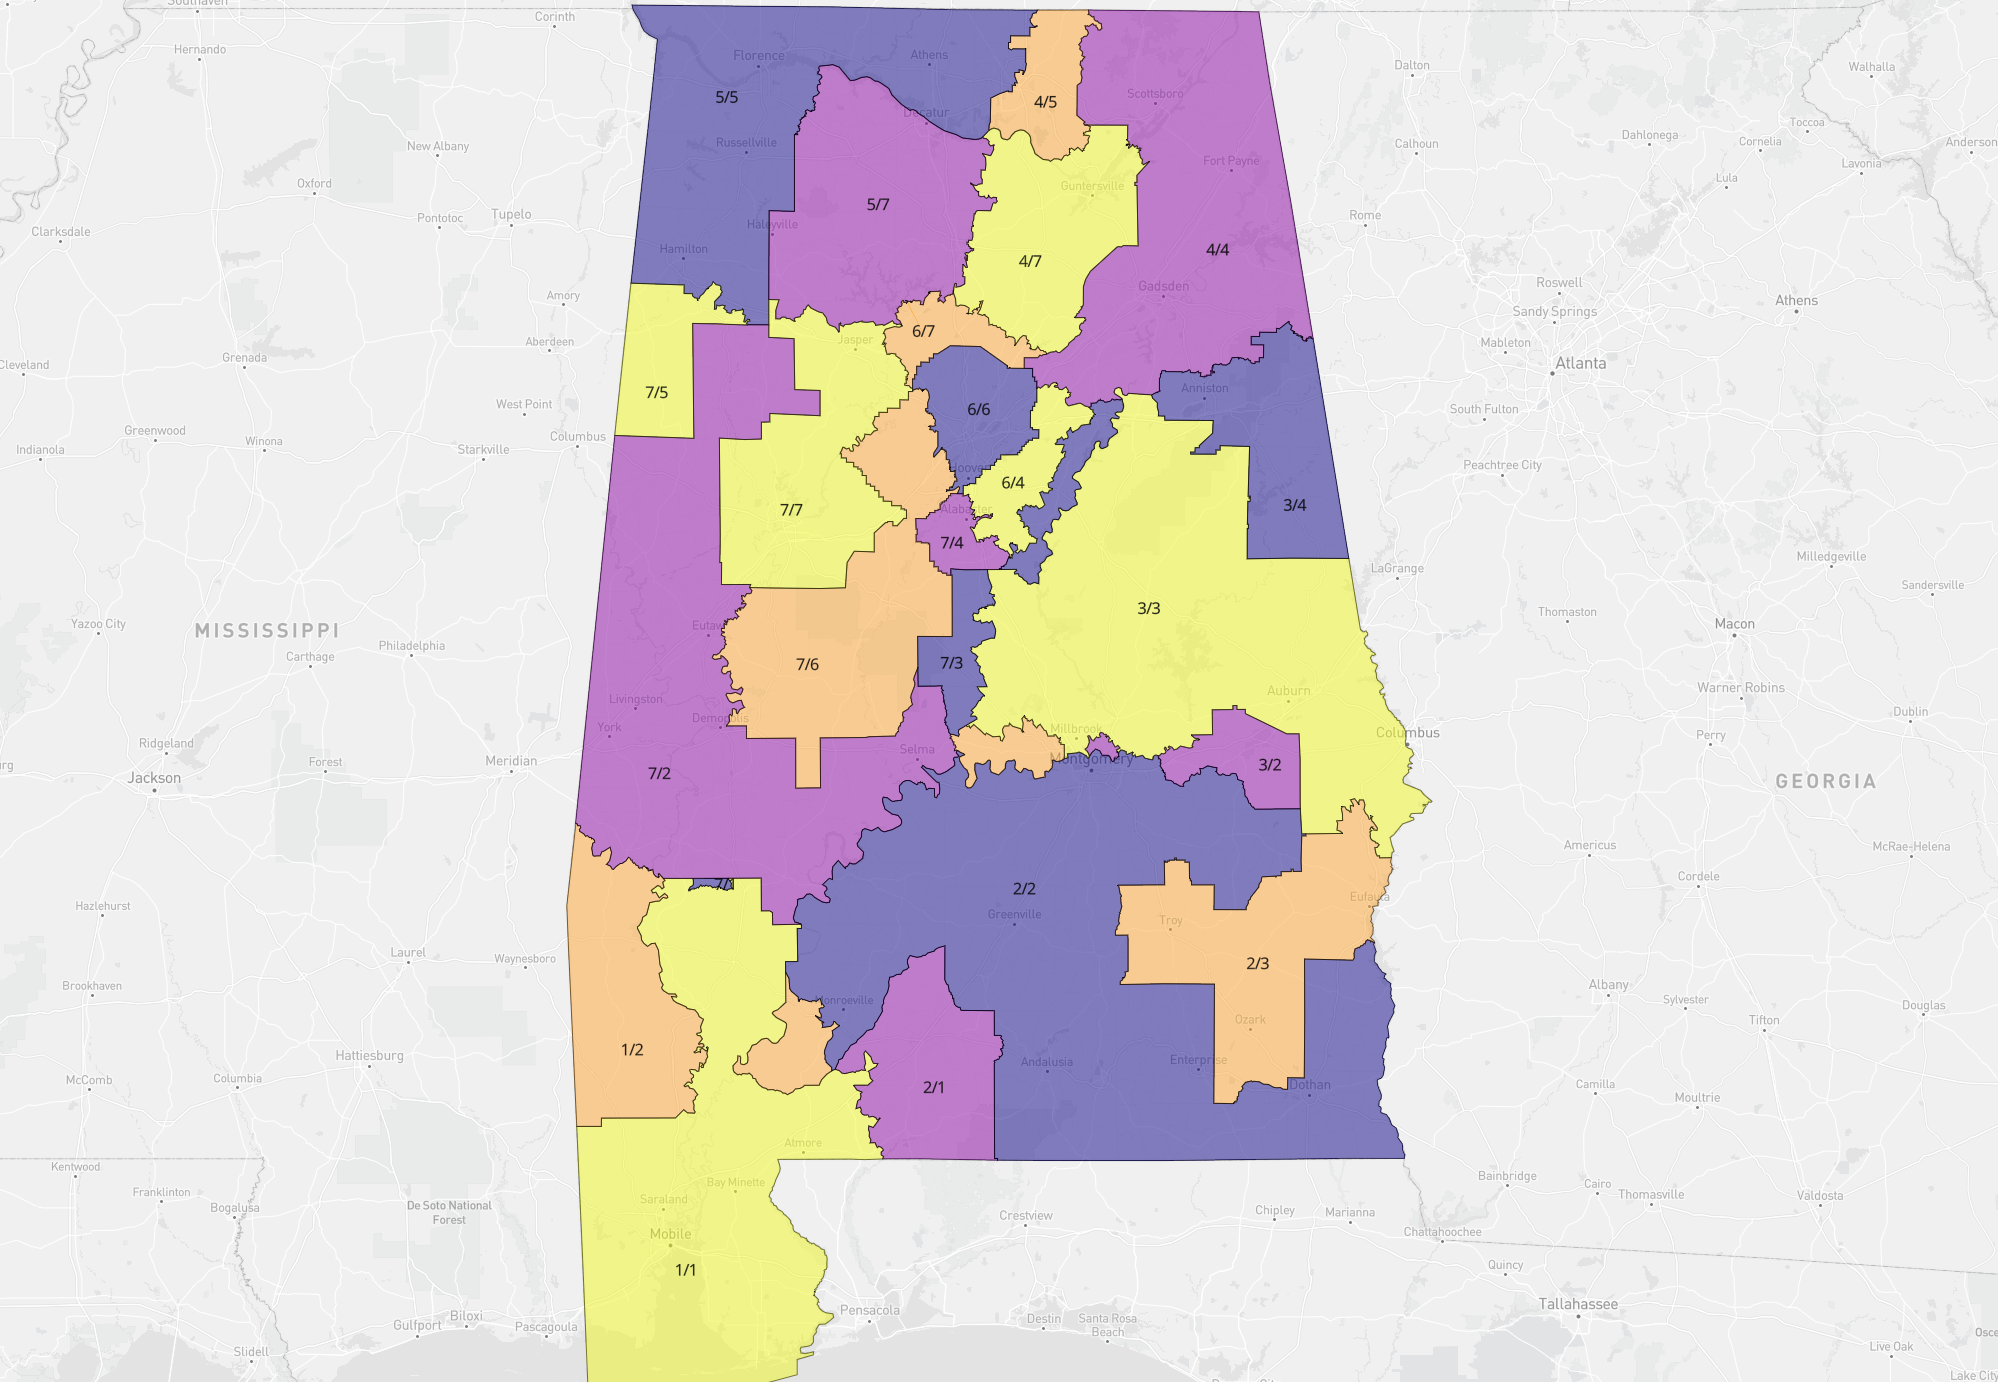 Southaven
Corinth
Hernando
Florence
Athens
Dalton
Walhalla
5/5
4/5
Scottsboro
Decatur
Toccoa
New Albany
Russellville
Calhoun
Dahlonega
Cornelia
Anderson
Fort Payne
Lavonia
Oxford
Guntersville
Lula
5/7
Pontotoc
Tupelo
Haleyville
Rome
Clarksdale
Hamilton
4/7
4/4
Amory
Gadsden
Roswell
Athens
Sandy Springs
6/7
Aberdeen
Jasper
Mableton
Cleveland
Grenada
Atlanta
7/5
Anniston
West Point
6/6
South Fulton
Greenwood
Winona
Columbus
Indianola
Starkville
Hoover
Peachtree City
6/4
7/7
Alabaster
3/4
7/4
Milledgeville
LaGrange
Sandersville
3/3
Thomaston
Yazoo City
MISSISSIPPI
Eutaw
Macon
Philadelphia
Carthage
7/6
7/3
Warner Robins
Livingston
Auburn
York
Demopolis
Dublin
Millbrook
Columbus
Perry
Ridgeland
Selma
Forest
Meridian
Montgomery
3/2
Jackson
7/2
GEORGIA
Americus
McRae-Helena
Cordele
7/1
2/2
Eufaula
Hazlehurst
Greenville
Troy
Laurel
Waynesboro
2/3
Brookhaven
Albany
Monroeville
Sylvester
Douglas
Ozark
Tifton
1/2
Hattiesburg
Andalusia
Enterprise
McComb
Columbia
2/1
Dothan
Camilla
Moultrie
Atmore
Kentwood
Bainbridge
Franklinton
Bay Minette
Cairo
Thomasville
Valdosta
Saraland
Bogalusa
De Soto National
Forest
Crestview
Chipley
Marianna
Chattahoochee
Mobile
1/1
Quincy
Tallahassee
Pensacola
Biloxi
Gulfport
Pascagoula
Destin
Santa Rosa
Beach
Slidell
Live Oak
Lake City